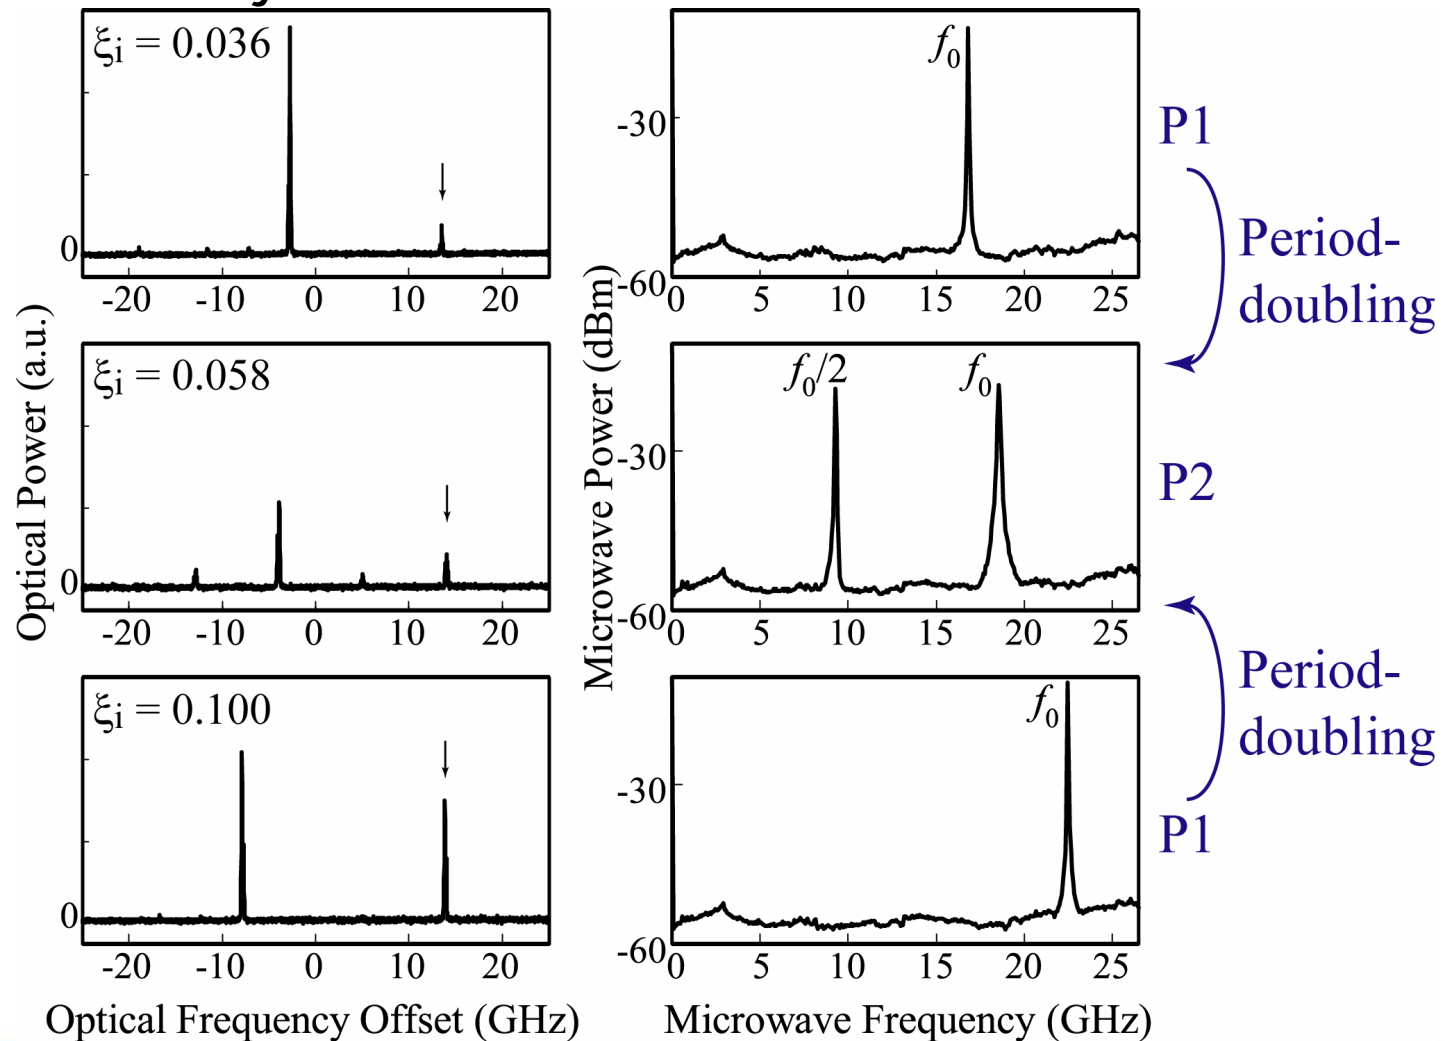 ξi = 0.036
0
-20 -10 0 10 20
f0
-30
-60
0 5 10 15 20 25
P1
Period-
doubling
ξi = 0.058
0
-20 -10 0 10 20
f0/2
f0
-30
-60
0 5 10 15 20 25
P2
ξi = 0.100
0
-20 -10 0 10 20
f0
-30
-60
0 5 10 15 20 25
Period-
doubling
P1
Optical Power (a.u.)
Microwave Power (dBm)
Optical Frequency Offset (GHz)
Microwave Frequency (GHz)